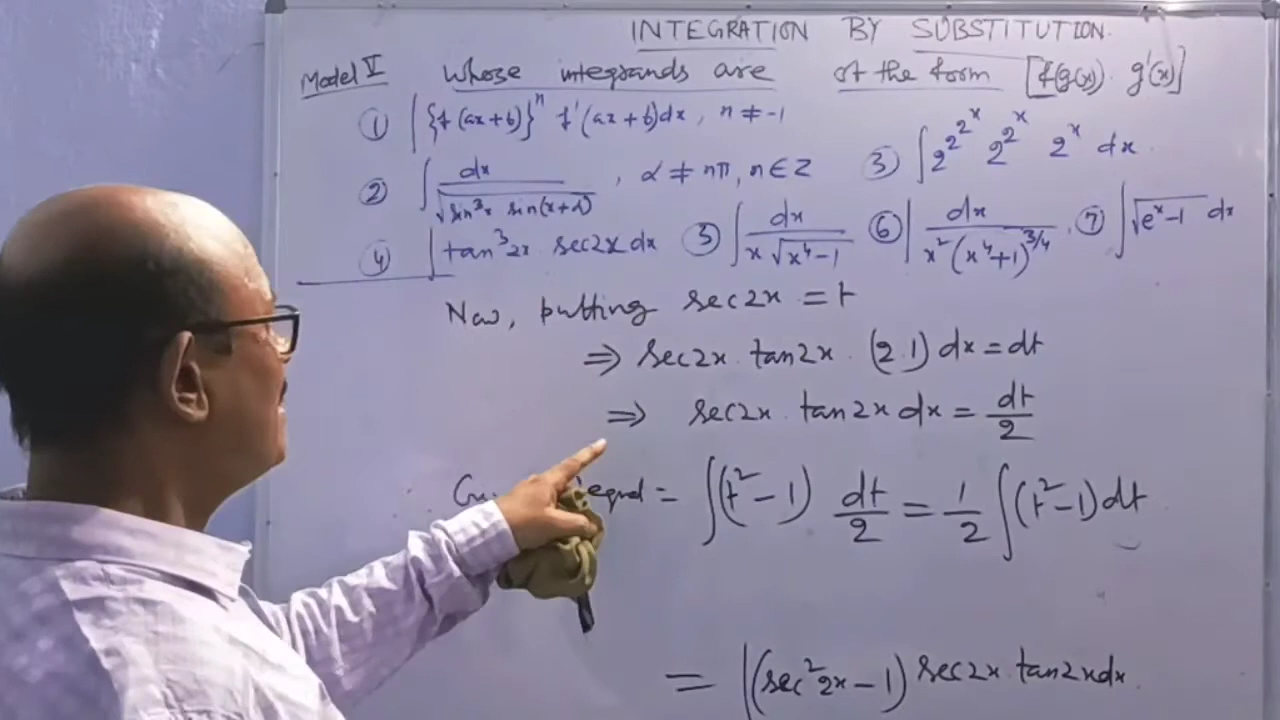 INTEGRATION BY SUBSTITUTION.
Model V whose integrands are of the form [f(g(x)) g'(x)]
① ∫{f(ax+b)}ⁿ f'(ax+b)dx, n ≠ -1
② ∫ dx/√(sin³x sin(x+α)), α ≠ nπ, n ∈ Z ③ ∫ 2^(2^(2^x)) 2^(2^x) 2^x dx.
④ ∫ tan³2x sec2x dx ⑤ ∫ dx/(x√(x⁴-1)) ⑥ ∫ dx/(x²(x⁴+1)^(3/4)). ⑦ ∫ √(eˣ-1) dx
Now, putting sec2x = t
⇒ sec2x tan2x · (2.1) dx = dt
⇒ sec2x tan2x dx = dt/2
= ∫(t²-1) dt/2 = 1/2 ∫(t²-1)dt
= ∫(sec²2x-1) sec2x tan2x dx